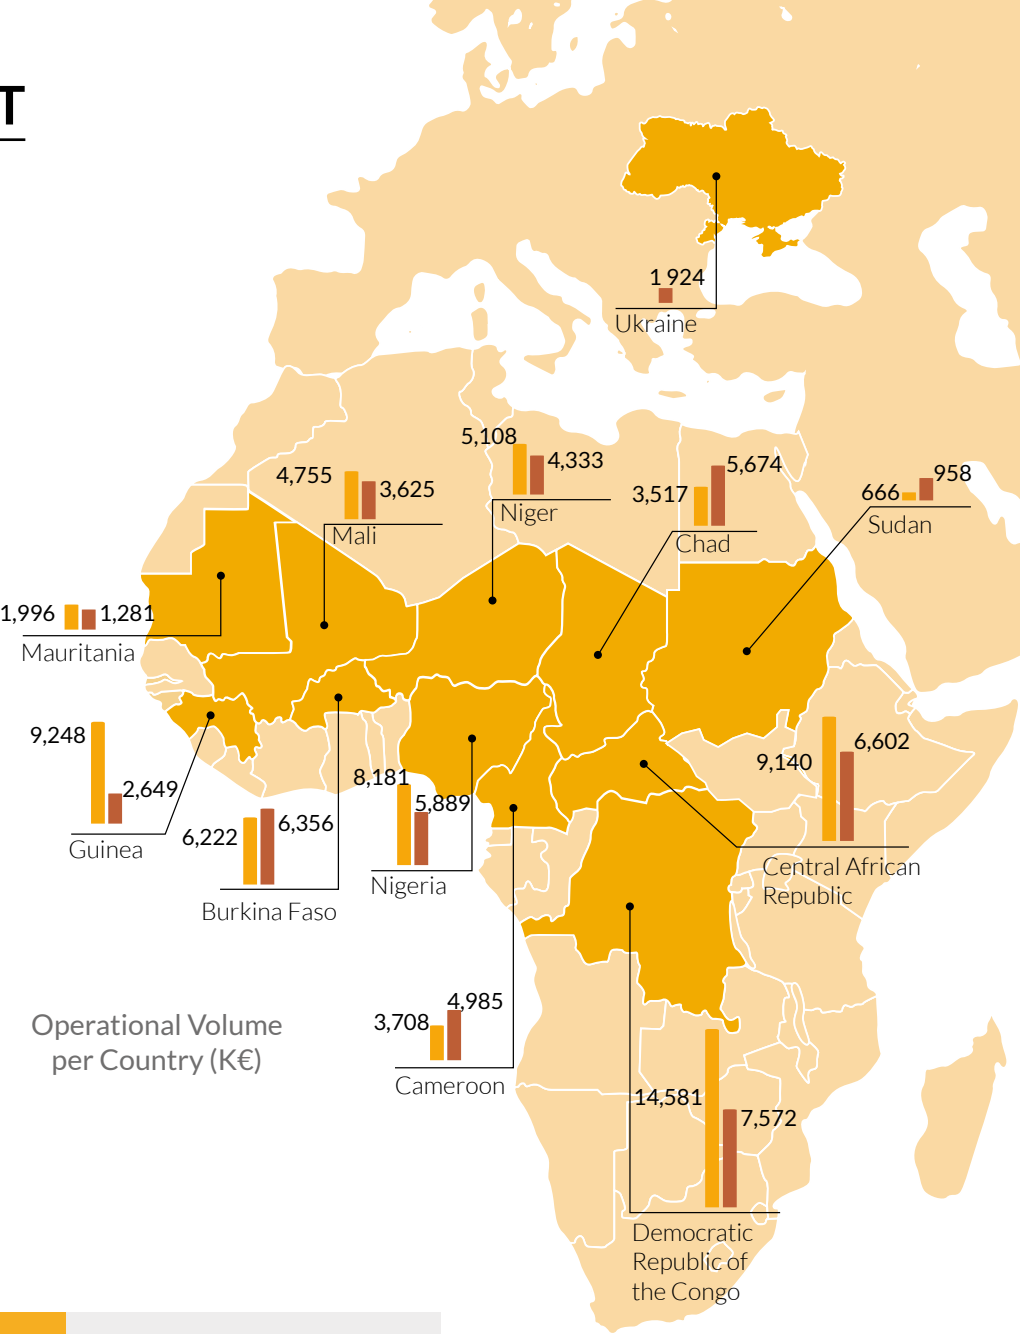 T
1 924
Ukraine
5,108
4,333
Niger
4,755
3,625
Mali
3,517
5,674
Chad
666
958
Sudan
1,996
1,281
Mauritania
9,248
2,649
Guinea
6,222
6,356
Burkina Faso
8,181
5,889
Nigeria
9,140
6,602
Central African
Republic
Operational Volume
per Country (K€)
3,708
4,985
Cameroon
14,581
7,572
Democratic
Republic of
the Congo